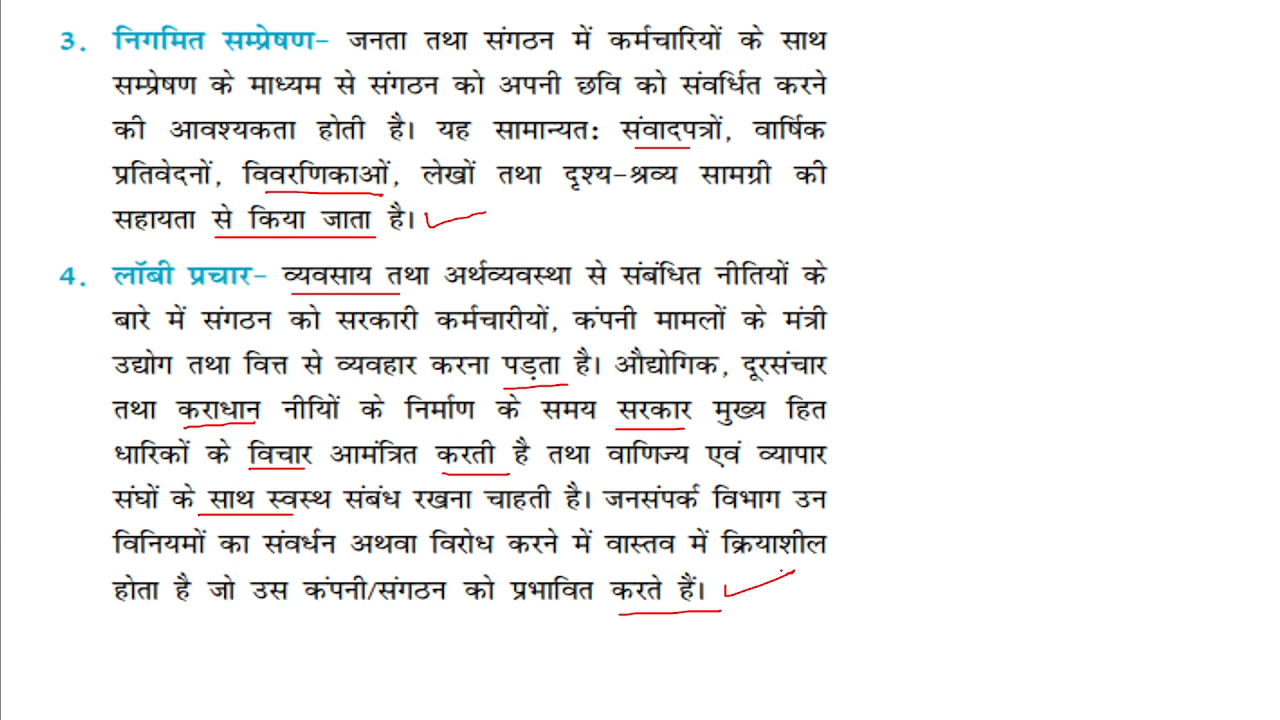 3. निगमित सम्प्रेषण– जनता तथा संगठन में कर्मचारियों के साथ
सम्प्रेषण के माध्यम से संगठन को अपनी छवि को संवर्धित करने
की आवश्यकता होती है। यह सामान्यत: संवादपत्रों, वार्षिक
प्रतिवेदनों, विवरणिकाओं, लेखों तथा दृश्य–श्रव्य सामग्री की
सहायता से किया जाता है।
4. लॉबी प्रचार– व्यवसाय तथा अर्थव्यवस्था से संबंधित नीतियों के
बारे में संगठन को सरकारी कर्मचारीयों, कंपनी मामलों के मंत्री
उद्योग तथा वित्त से व्यवहार करना पड़ता है। औद्योगिक, दूरसंचार
तथा कराधान नीयिों के निर्माण के समय सरकार मुख्य हित
धारिकों के विचार आमंत्रित करती है तथा वाणिज्य एवं व्यापार
संघों के साथ स्वस्थ संबंध रखना चाहती है। जनसंपर्क विभाग उन
विनियमों का संवर्धन अथवा विरोध करने में वास्तव में क्रियाशील
होता है जो उस कंपनी/संगठन को प्रभावित करते हैं।